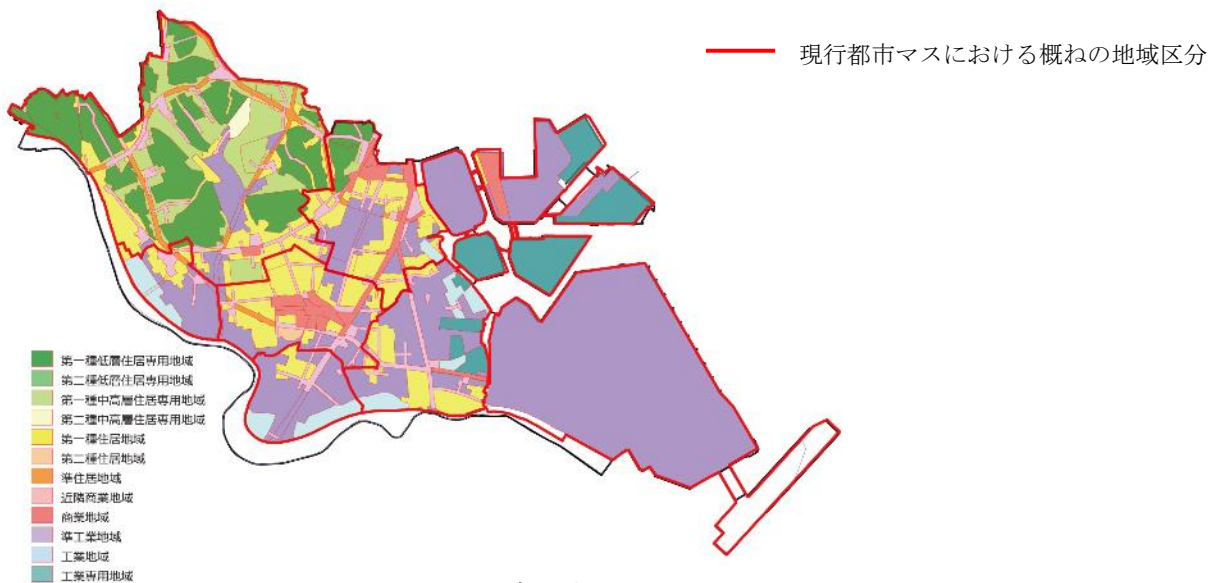 現行都市マスにおける概ねの地域区分
第一種低層住居専用地域
第二種低層住居専用地域
第一種中高層住居専用地域
第二種中高層住居専用地域
第一種住居地域
第二種住居地域
準住居地域
近隣商業地域
商業地域
準工業地域
工業地域
工業専用地域